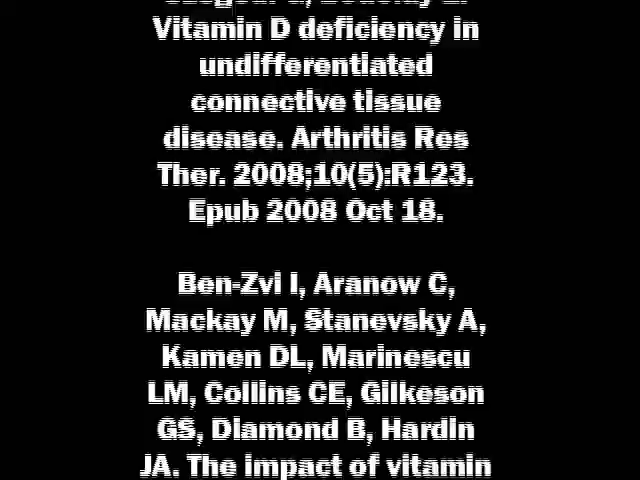 Vitamin D deficiency in
undifferentiated
connective tissue
disease. Arthritis Res
Ther. 2008;10(5):R123.
Epub 2008 Oct 18.
Ben-Zvi I, Aranow C,
Mackay M, Stanevsky A,
Kamen DL, Marinescu
LM, Collins CE, Gilkeson
GS, Diamond B, Hardin
JA. The impact of vitamin